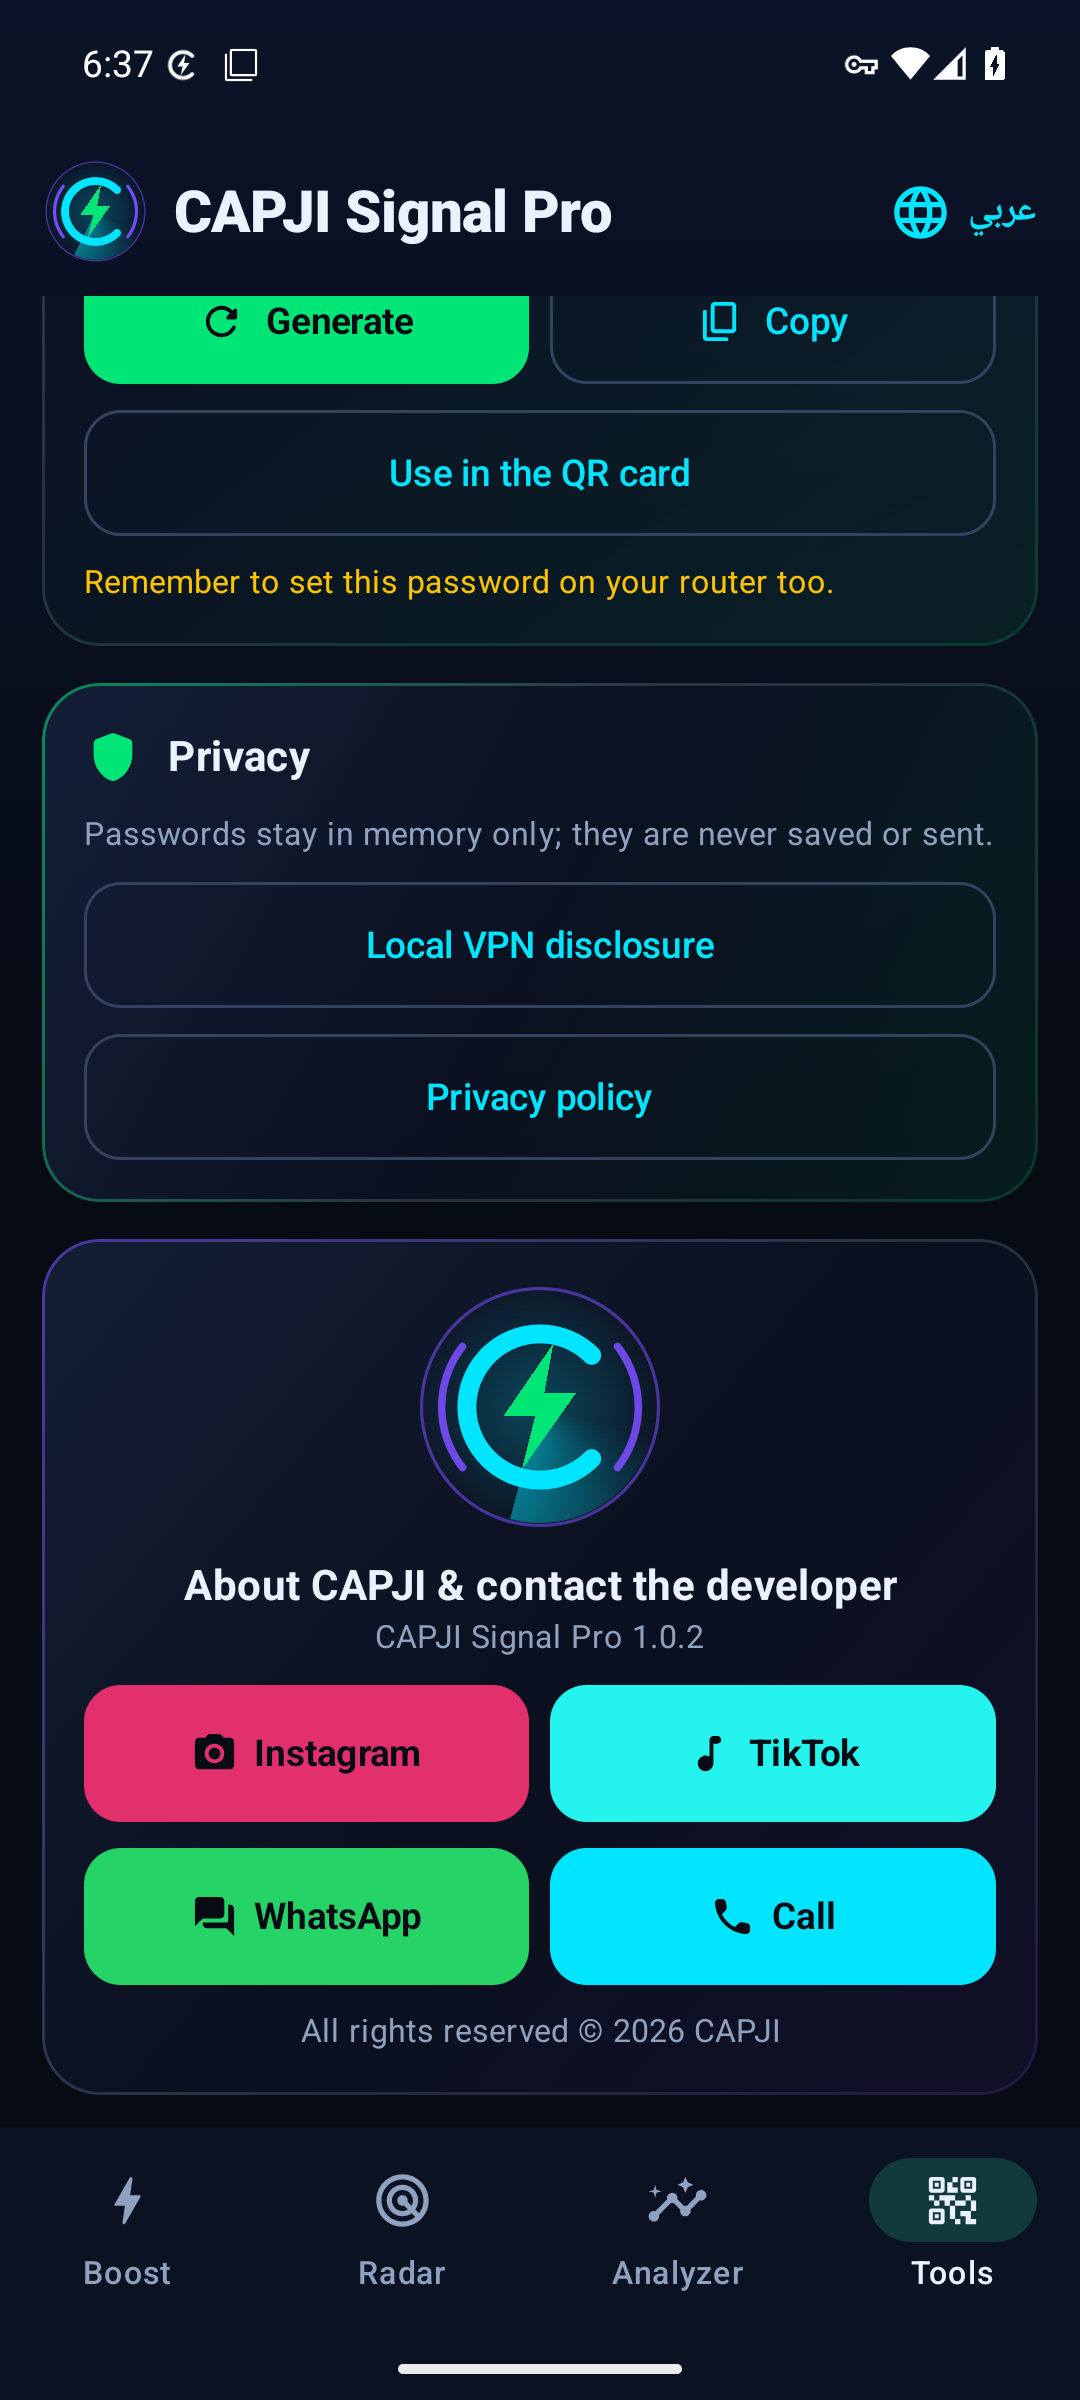 6:37
CAPJI Signal Pro
عربي
Generate
Copy
Use in the QR card
Remember to set this password on your router too.
Privacy
Passwords stay in memory only; they are never saved or sent.
Local VPN disclosure
Privacy policy
About CAPJI & contact the developer
CAPJI Signal Pro 1.0.2
Instagram
TikTok
WhatsApp
Call
All rights reserved © 2026 CAPJI
Boost
Radar
Analyzer
Tools